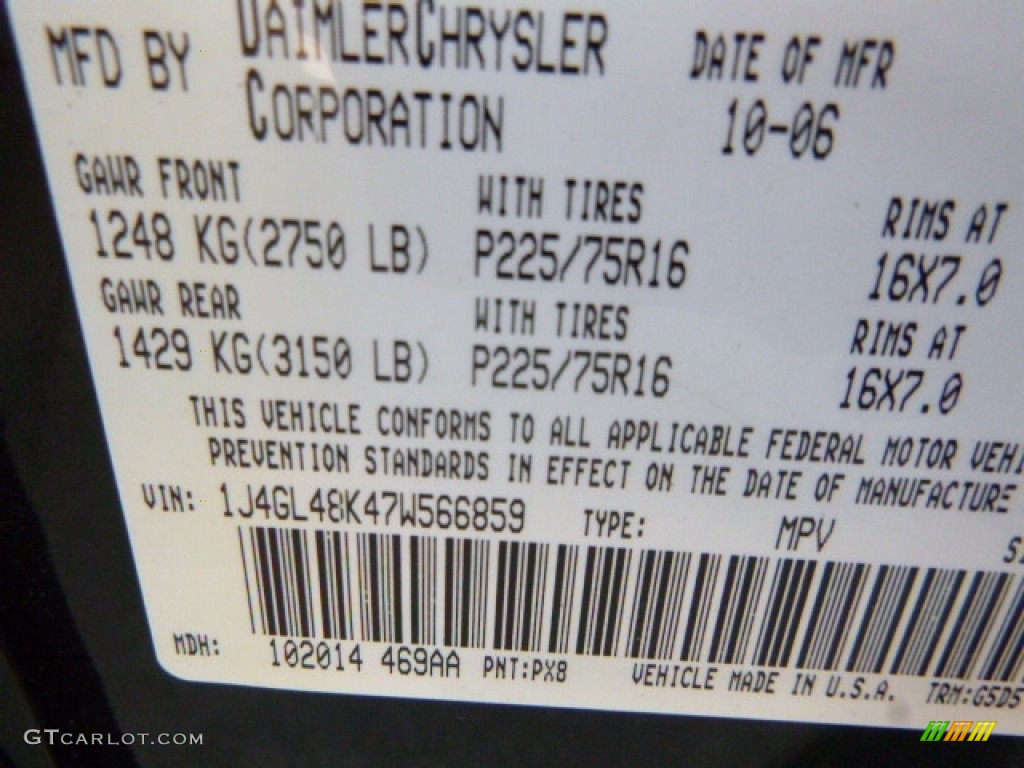 MFD BY DAIMLERCHRYSLER DATE OF MFR
CORPORATION 10-06
GAWR FRONT WITH TIRES RIMS AT
1248 KG(2750 LB) P225/75R16 16X7.0
GAWR REAR WITH TIRES RIMS AT
1429 KG(3150 LB) P225/75R16 16X7.0
THIS VEHICLE CONFORMS TO ALL APPLICABLE FEDERAL MOTOR VEHI
PREVENTION STANDARDS IN EFFECT ON THE DATE OF MANUFACTURE
VIN: 1J4GL48K47W566859 TYPE: MPV
MDH: 102014 469AA PNT:PX8 VEHICLE MADE IN U.S.A. TRM:G5D5
GTCARLOT.COM